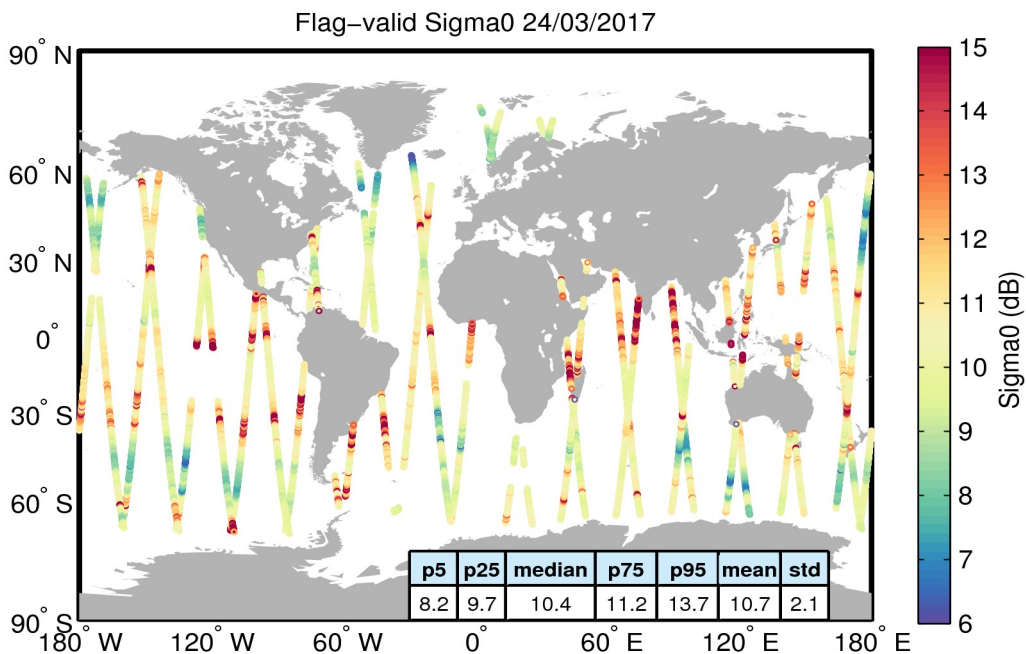 Flag−valid Sigma0 24/03/2017
90° N
60° N
30° N
0°
30° S
60° S
90° S
180° W 120° W 60° W 0° 60° E 120° E 180° E
p5 p25 median p75 p95 mean std
8.2 9.7 10.4 11.2 13.7 10.7 2.1
15
14
13
12
11
10
9
8
7
6
Sigma0 (dB)